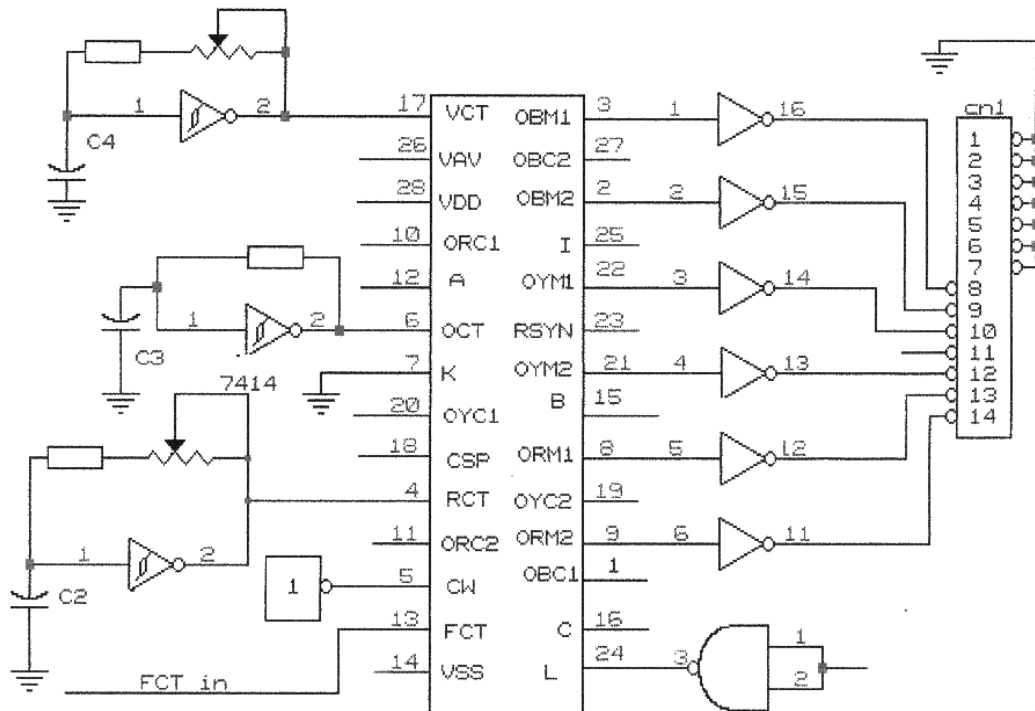 C4
1
2
17
26
28
10
12
C3
1
2
6
7414
7
20
18
4
1
2
C2
11
1
5
13
FCT in
14
VCT
VAV
VDD
ORC1
A
OCT
K
OYC1
CSP
RCT
ORC2
CW
FCT
VSS
OBM1
OBC2
OBM2
I
OYM1
RSYN
OYM2
B
ORM1
OYC2
ORM2
OBC1
C
L
3
27
2
25
22
23
21
15
8
19
9
1
16
24
1
16
2
15
3
14
4
13
5
12
6
11
3
1
2
cn1
1
2
3
4
5
6
7
8
9
10
11
12
13
14